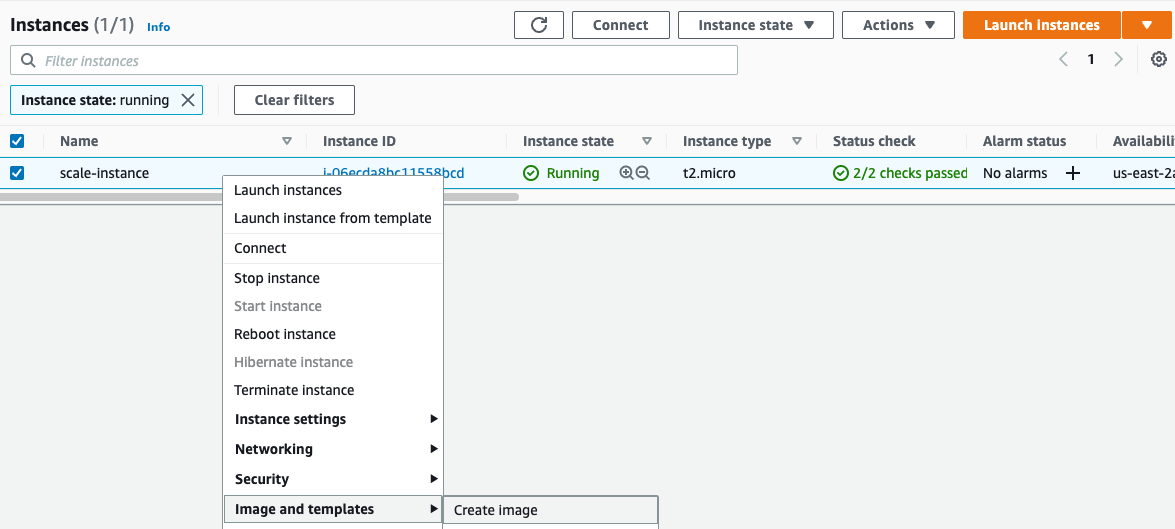 Instances (1/1) Info
Connect Instance state Actions Launch instances
Filter instances
1
Instance state: running Clear filters
Name Instance ID Instance state Instance type Status check Alarm status Availabili
scale-instance i-06ecda8bc11558bcd Running t2.micro 2/2 checks passed No alarms us-east-2a
Launch instances
Launch instance from template
Connect
Stop instance
Start instance
Reboot instance
Hibernate instance
Terminate instance
Instance settings
Networking
Security
Image and templates Create image